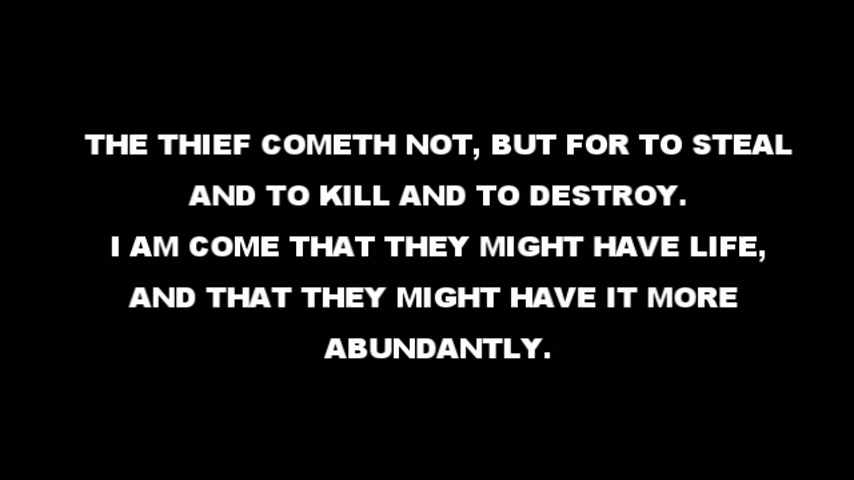 THE THIEF COMETH NOT, BUT FOR TO STEAL
AND TO KILL AND TO DESTROY.
I AM COME THAT THEY MIGHT HAVE LIFE,
AND THAT THEY MIGHT HAVE IT MORE
ABUNDANTLY.